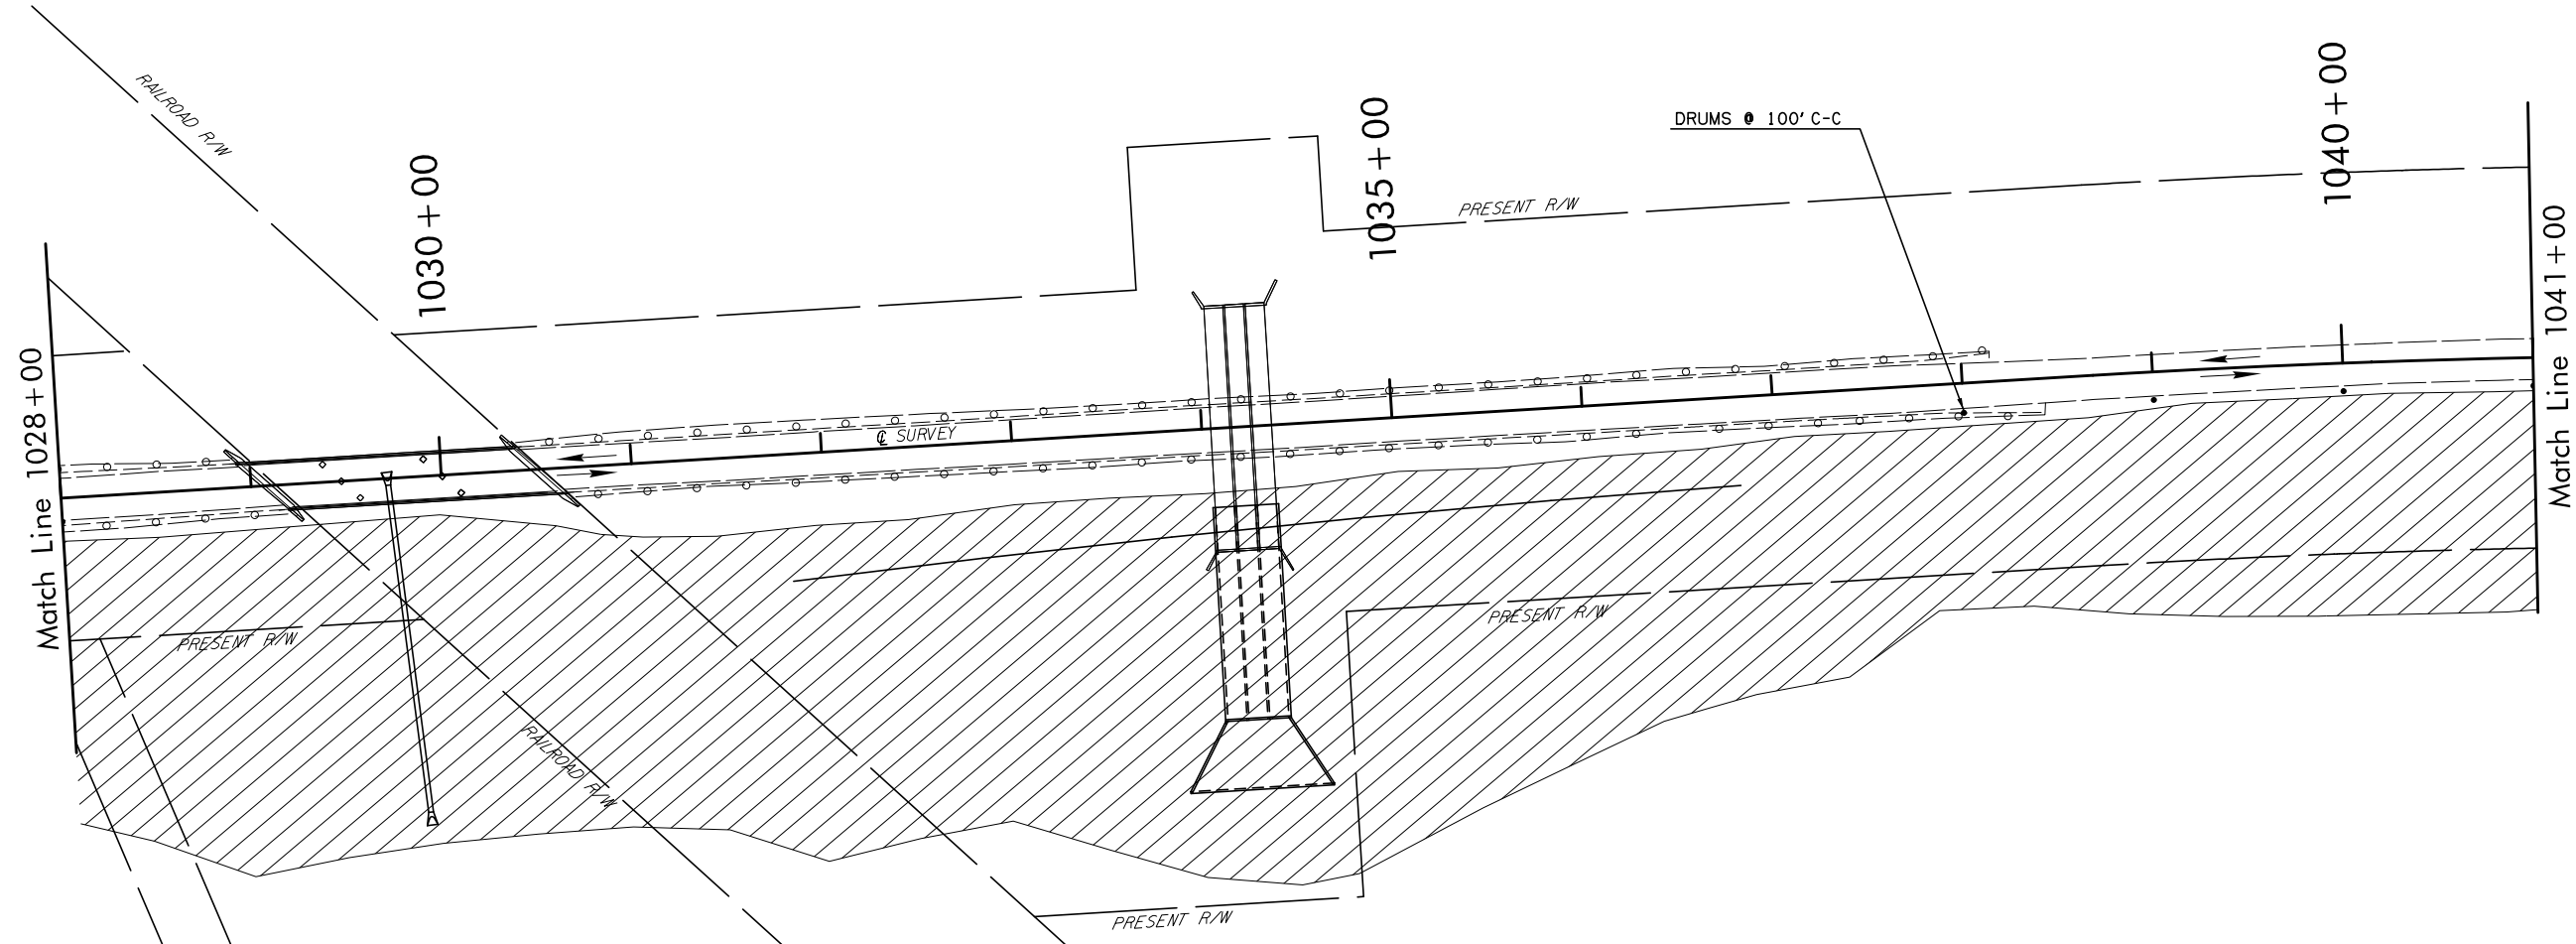 RAILROAD R/W
1030+00
1035+00
DRUMS @ 100' C-C
1040+00
PRESENT R/W
Match Line 1028+00
Match Line 1041+00
℄ SURVEY
PRESENT R/W
PRESENT R/W
RAILROAD R/W
PRESENT R/W